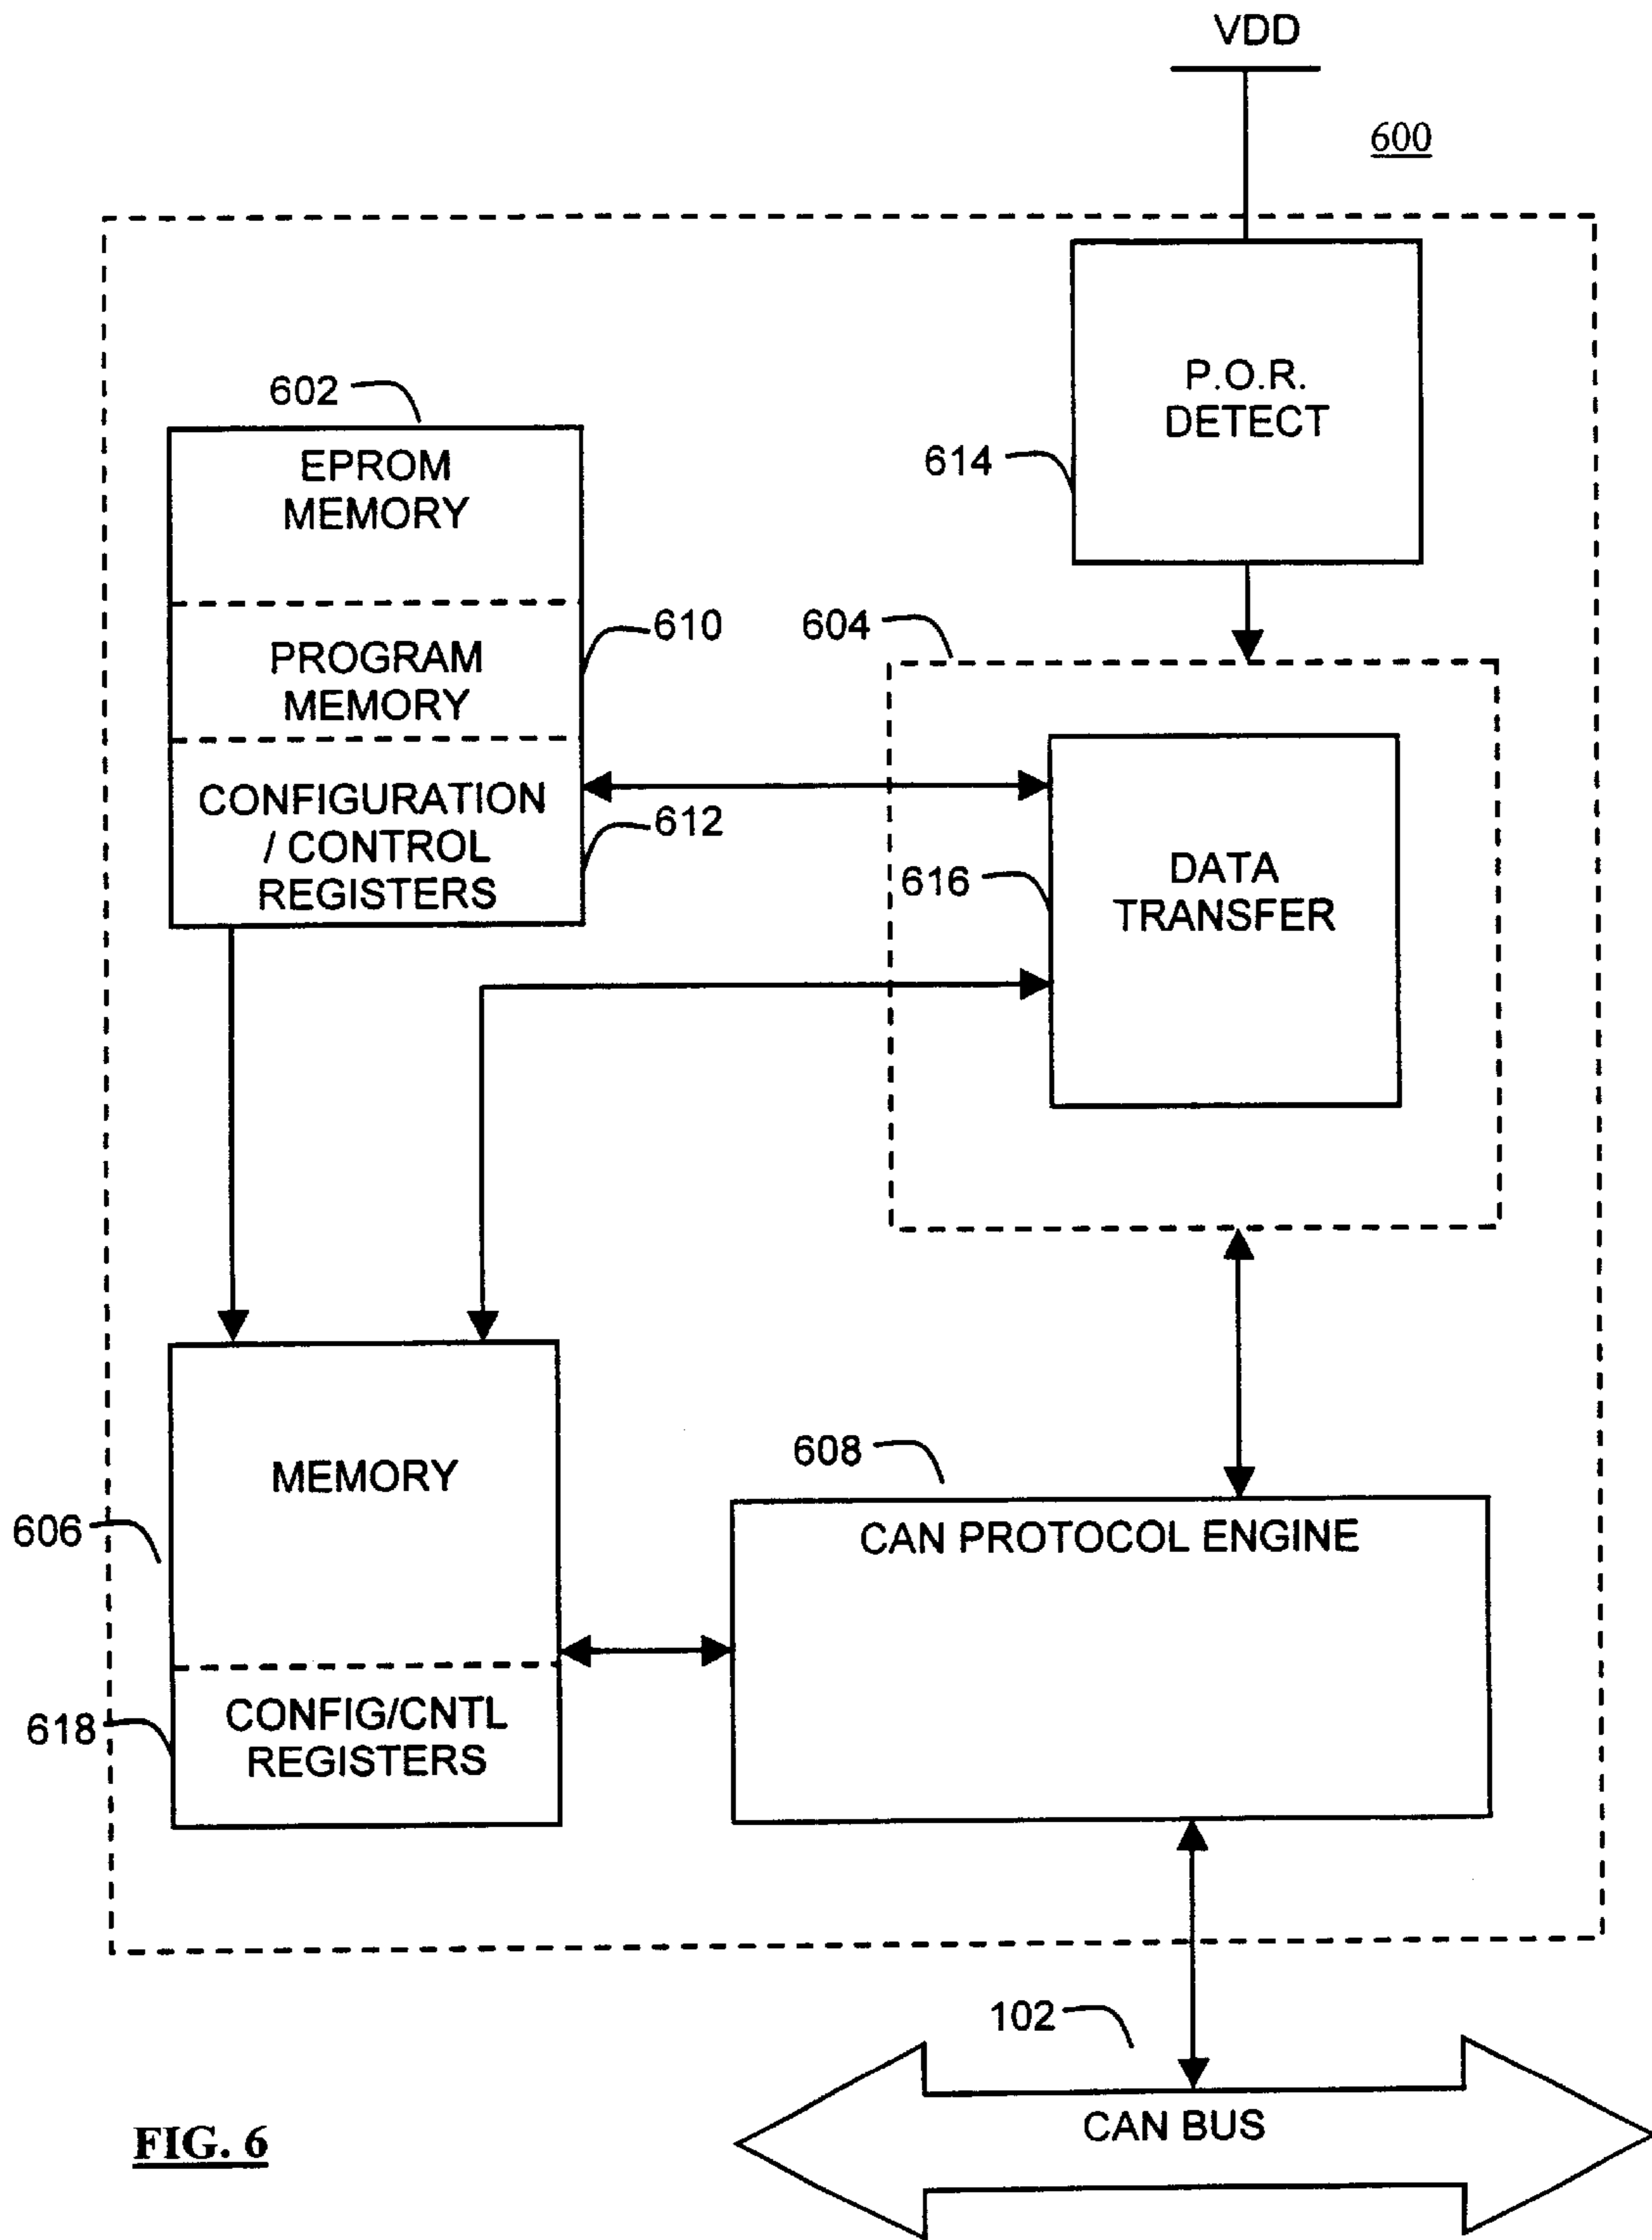 VDD
600
P.O.R.
DETECT
614
602
EPROM
MEMORY
610
PROGRAM
MEMORY
604
CONFIGURATION
/ CONTROL
REGISTERS
612
616
DATA
TRANSFER
MEMORY
606
608
CAN PROTOCOL ENGINE
618
CONFIG/CNTL
REGISTERS
102
CAN BUS
FIG. 6